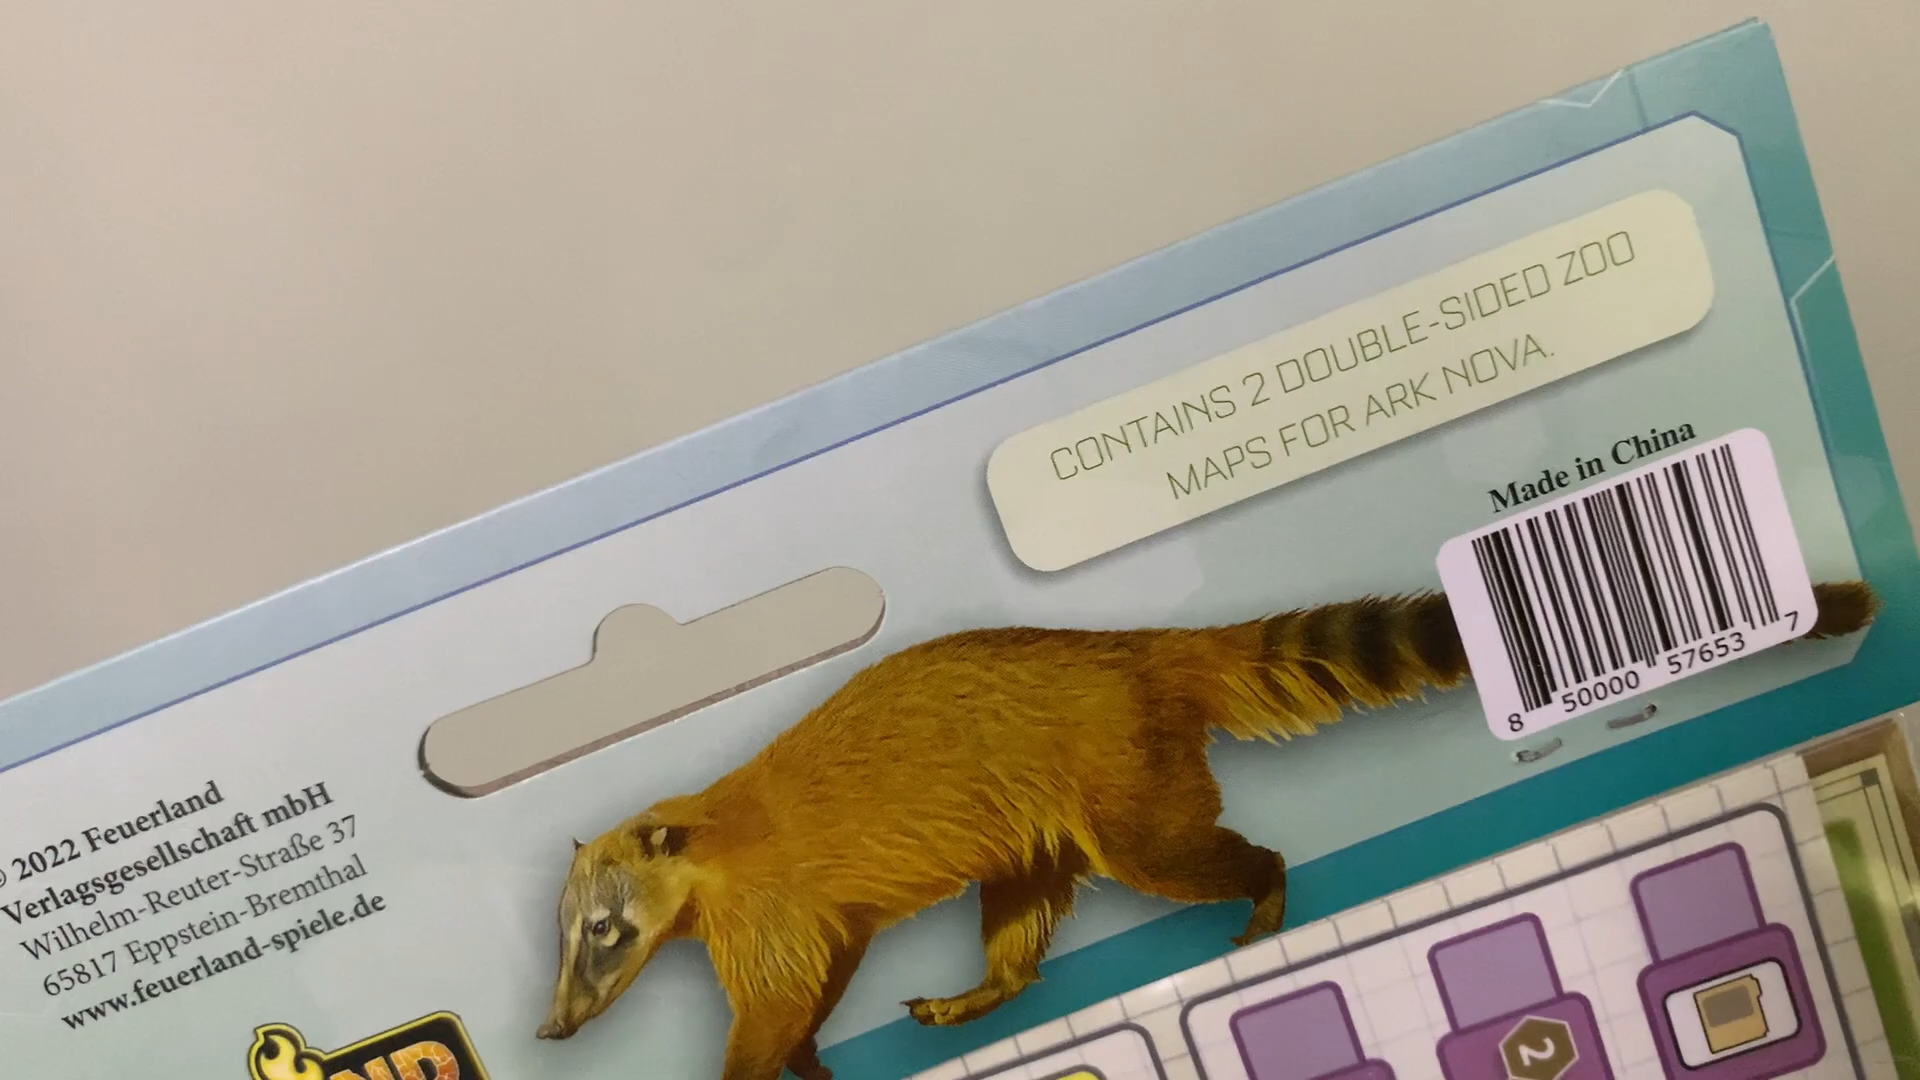 CONTAINS 2 DOUBLE-SIDED ZOO
MAPS FOR ARK NOVA.
Made in China
8 50000 57653 7
© 2022 Feuerland
Verlagsgesellschaft mbH
Wilhelm-Reuter-Straße 37
65817 Eppstein-Bremthal
www.feuerland-spiele.de
ND
2